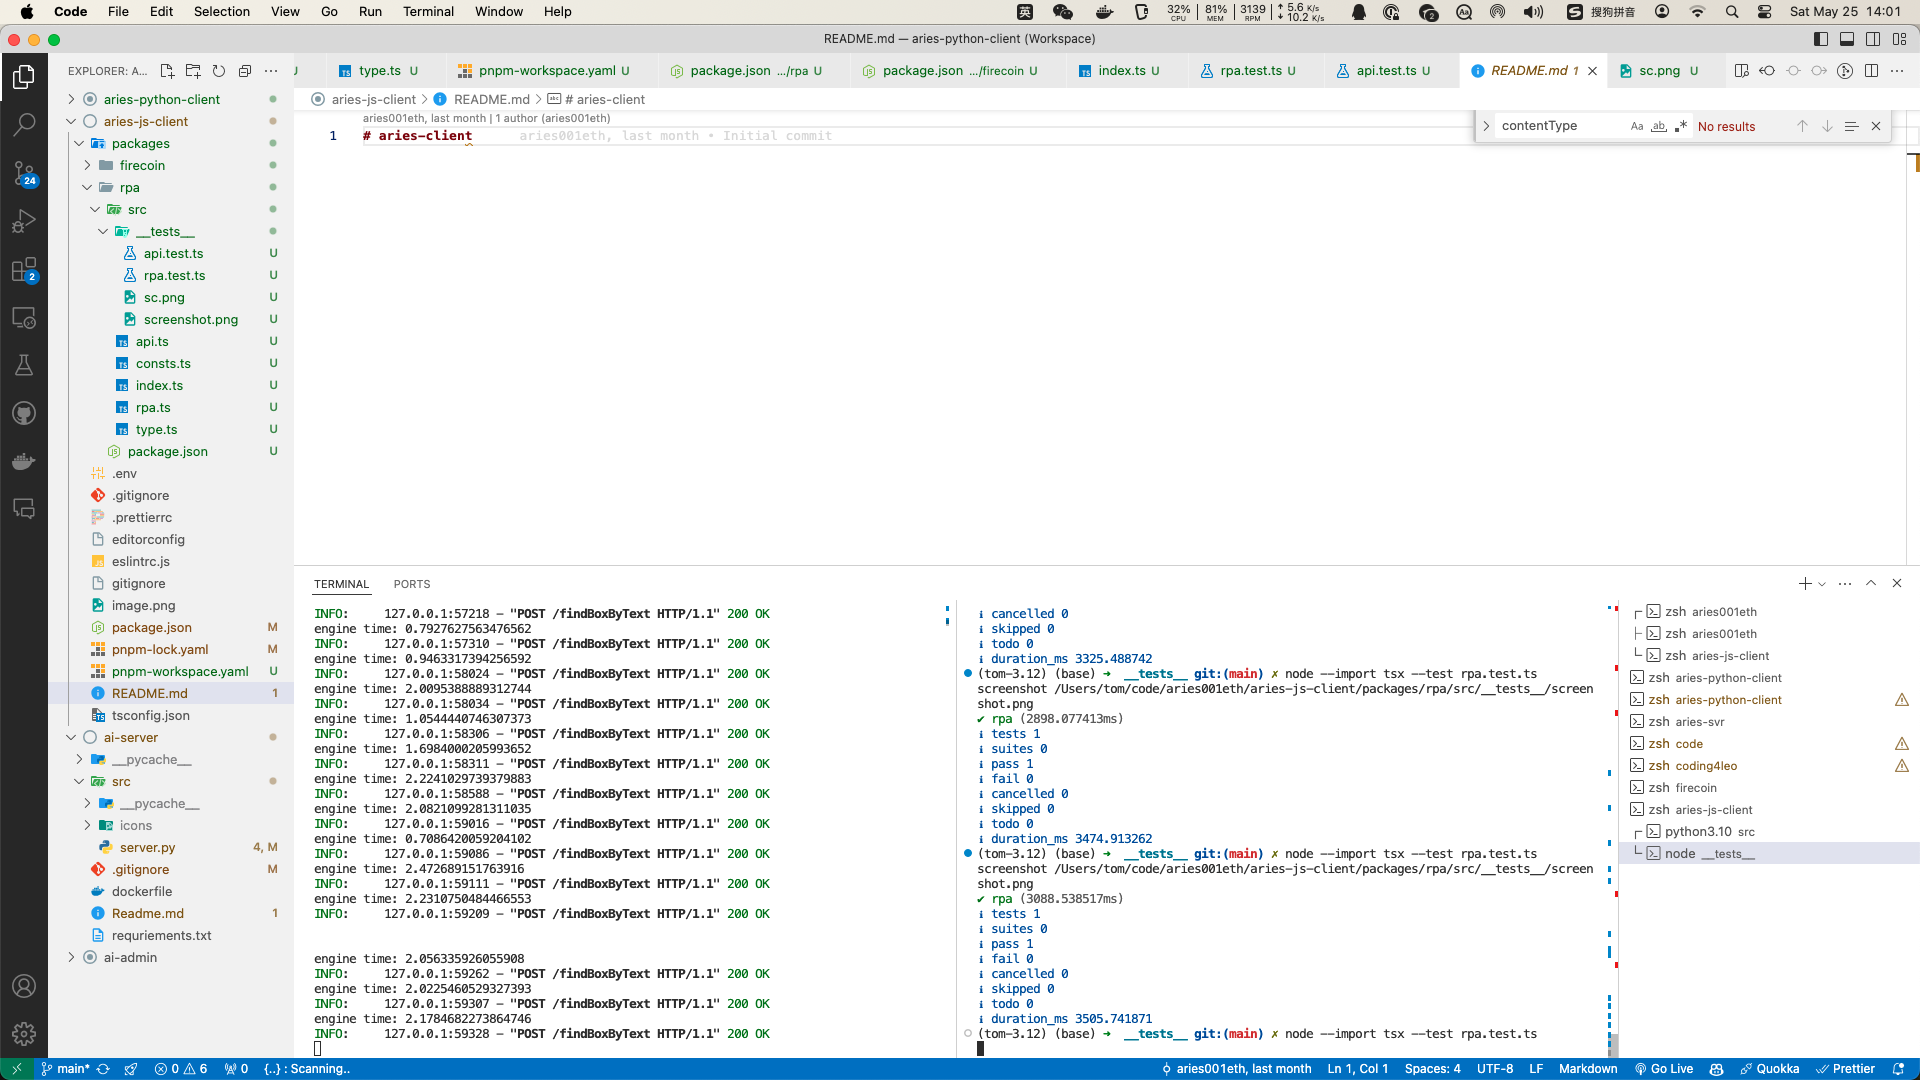 Code File Edit Selection View Go Run Terminal Window Help
英 32% CPU 81% MEM 3139 RPM 5.6 K/s 10.2 K/s 2 搜狗拼音 Sat May 25 14:01
README.md — aries-python-client (Workspace)
EXPLORER: A...
type.ts U
pnpm-workspace.yaml U
package.json .../rpa U
package.json .../firecoin U
index.ts U
rpa.test.ts U
api.test.ts U
README.md 1
sc.png U
aries-js-client > README.md > # aries-client
aries001eth, last month | 1 author (aries001eth)
1 # aries-client aries001eth, last month • Initial commit
contentType Aa ab .* No results
24
2
aries-python-client
aries-js-client
packages
firecoin
rpa
src
__tests__
api.test.ts U
rpa.test.ts U
sc.png U
screenshot.png U
api.ts U
consts.ts U
index.ts U
rpa.ts U
type.ts U
package.json U
.env
.gitignore
.prettierrc
editorconfig
eslintrc.js
gitignore
image.png
package.json M
pnpm-lock.yaml M
pnpm-workspace.yaml U
README.md 1
tsconfig.json
ai-server
__pycache__
src
__pycache__
icons
server.py 4, M
.gitignore M
dockerfile
Readme.md 1
requriements.txt
ai-admin
TERMINAL PORTS
INFO: 127.0.0.1:57218 - "POST /findBoxByText HTTP/1.1" 200 OK
engine time: 0.7927627563476562
INFO: 127.0.0.1:57310 - "POST /findBoxByText HTTP/1.1" 200 OK
engine time: 0.9463317394256592
INFO: 127.0.0.1:58024 - "POST /findBoxByText HTTP/1.1" 200 OK
engine time: 2.0095388889312744
INFO: 127.0.0.1:58034 - "POST /findBoxByText HTTP/1.1" 200 OK
engine time: 1.0544440746307373
INFO: 127.0.0.1:58306 - "POST /findBoxByText HTTP/1.1" 200 OK
engine time: 1.6984000205993652
INFO: 127.0.0.1:58311 - "POST /findBoxByText HTTP/1.1" 200 OK
engine time: 2.2241029739379883
INFO: 127.0.0.1:58588 - "POST /findBoxByText HTTP/1.1" 200 OK
engine time: 2.0821099281311035
INFO: 127.0.0.1:59016 - "POST /findBoxByText HTTP/1.1" 200 OK
engine time: 0.7086420059204102
INFO: 127.0.0.1:59086 - "POST /findBoxByText HTTP/1.1" 200 OK
engine time: 2.472689151763916
INFO: 127.0.0.1:59111 - "POST /findBoxByText HTTP/1.1" 200 OK
engine time: 2.2310750484466553
INFO: 127.0.0.1:59209 - "POST /findBoxByText HTTP/1.1" 200 OK
engine time: 2.056335926055908
INFO: 127.0.0.1:59262 - "POST /findBoxByText HTTP/1.1" 200 OK
engine time: 2.0225460529327393
INFO: 127.0.0.1:59307 - "POST /findBoxByText HTTP/1.1" 200 OK
engine time: 2.1784682273864746
INFO: 127.0.0.1:59328 - "POST /findBoxByText HTTP/1.1" 200 OK
ℹ cancelled 0
ℹ skipped 0
ℹ todo 0
ℹ duration_ms 3325.488742
(tom-3.12) (base) ➜ __tests__ git:(main) ✗ node --import tsx --test rpa.test.ts
screenshot /Users/tom/code/aries001eth/aries-js-client/packages/rpa/src/__tests__/screen
shot.png
✔ rpa (2898.077413ms)
ℹ tests 1
ℹ suites 0
ℹ pass 1
ℹ fail 0
ℹ cancelled 0
ℹ skipped 0
ℹ todo 0
ℹ duration_ms 3474.913262
(tom-3.12) (base) ➜ __tests__ git:(main) ✗ node --import tsx --test rpa.test.ts
screenshot /Users/tom/code/aries001eth/aries-js-client/packages/rpa/src/__tests__/screen
shot.png
✔ rpa (3088.538517ms)
ℹ tests 1
ℹ suites 0
ℹ pass 1
ℹ fail 0
ℹ cancelled 0
ℹ skipped 0
ℹ todo 0
ℹ duration_ms 3505.741871
(tom-3.12) (base) ➜ __tests__ git:(main) ✗ node --import tsx --test rpa.test.ts
zsh aries001eth
zsh aries001eth
zsh aries-js-client
zsh aries-python-client
zsh aries-python-client
zsh aries-svr
zsh code
zsh coding4leo
zsh firecoin
zsh aries-js-client
python3.10 src
node __tests__
main* 0 6 0 {..} : Scanning.. aries001eth, last month Ln 1, Col 1 Spaces: 4 UTF-8 LF Markdown Go Live Quokka Prettier